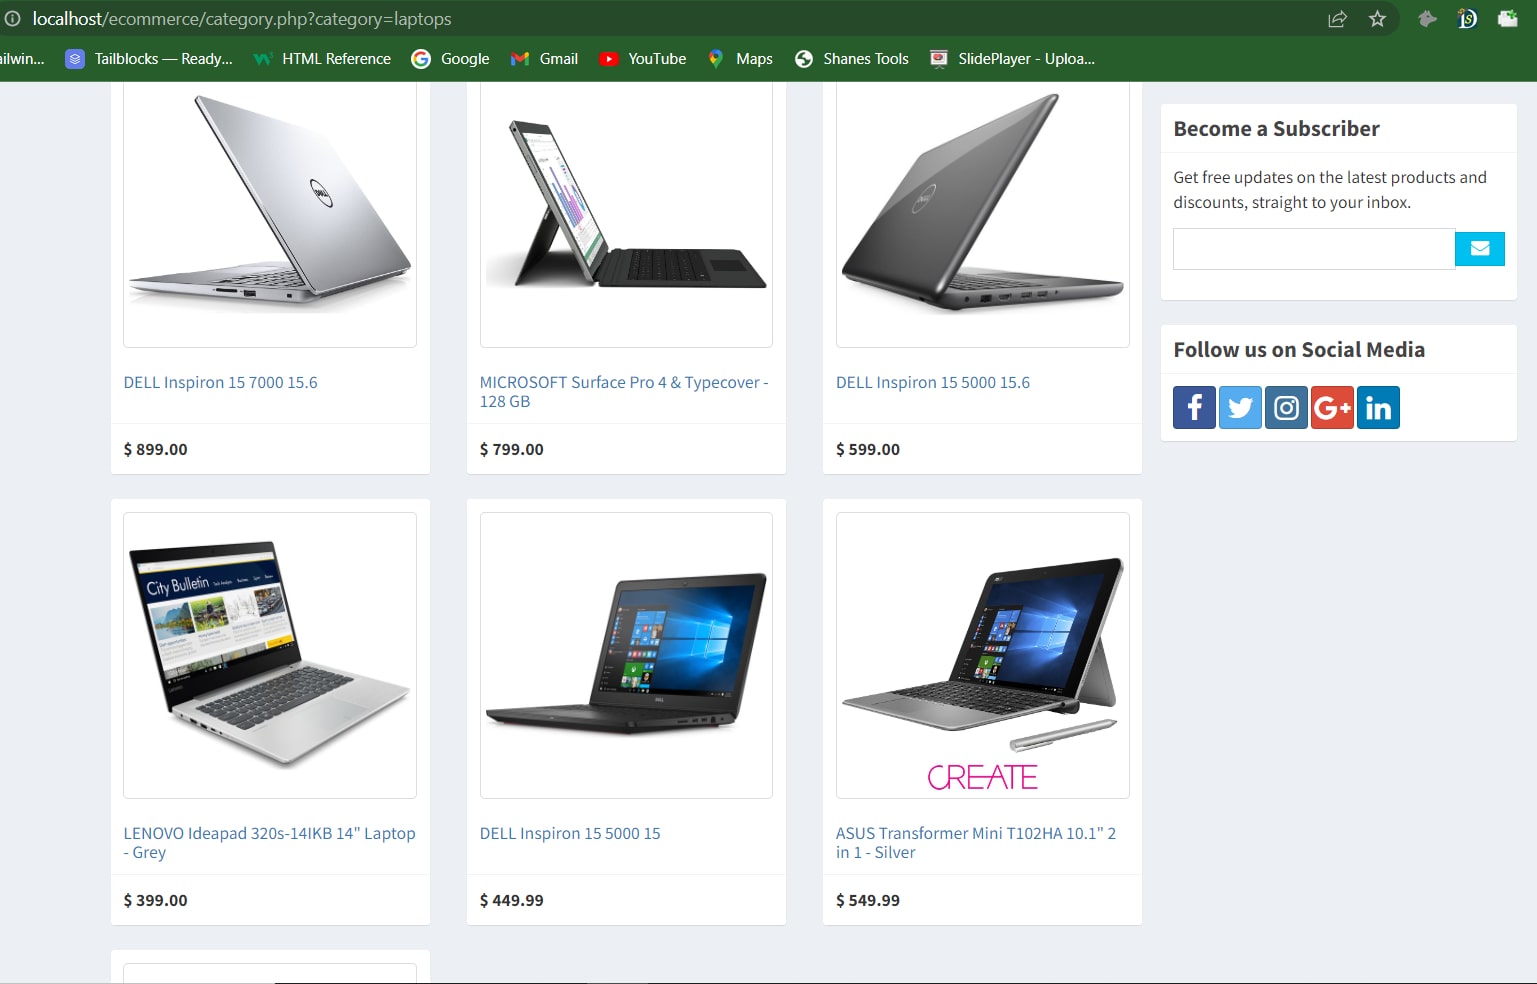 localhost/ecommerce/category.php?category=laptops
ailwin...
Tailblocks — Ready...
HTML Reference
Google
Gmail
YouTube
Maps
Shanes Tools
SlidePlayer - Uploa...
DELL
DELL
Become a Subscriber
Get free updates on the latest products and
discounts, straight to your inbox.
Follow us on Social Media
DELL Inspiron 15 7000 15.6
MICROSOFT Surface Pro 4 & Typecover -
128 GB
DELL Inspiron 15 5000 15.6
$ 899.00
$ 799.00
$ 599.00
City Bulletin
CREATE
LENOVO Ideapad 320s-14IKB 14" Laptop
- Grey
DELL Inspiron 15 5000 15
ASUS Transformer Mini T102HA 10.1" 2
in 1 - Silver
$ 399.00
$ 449.99
$ 549.99